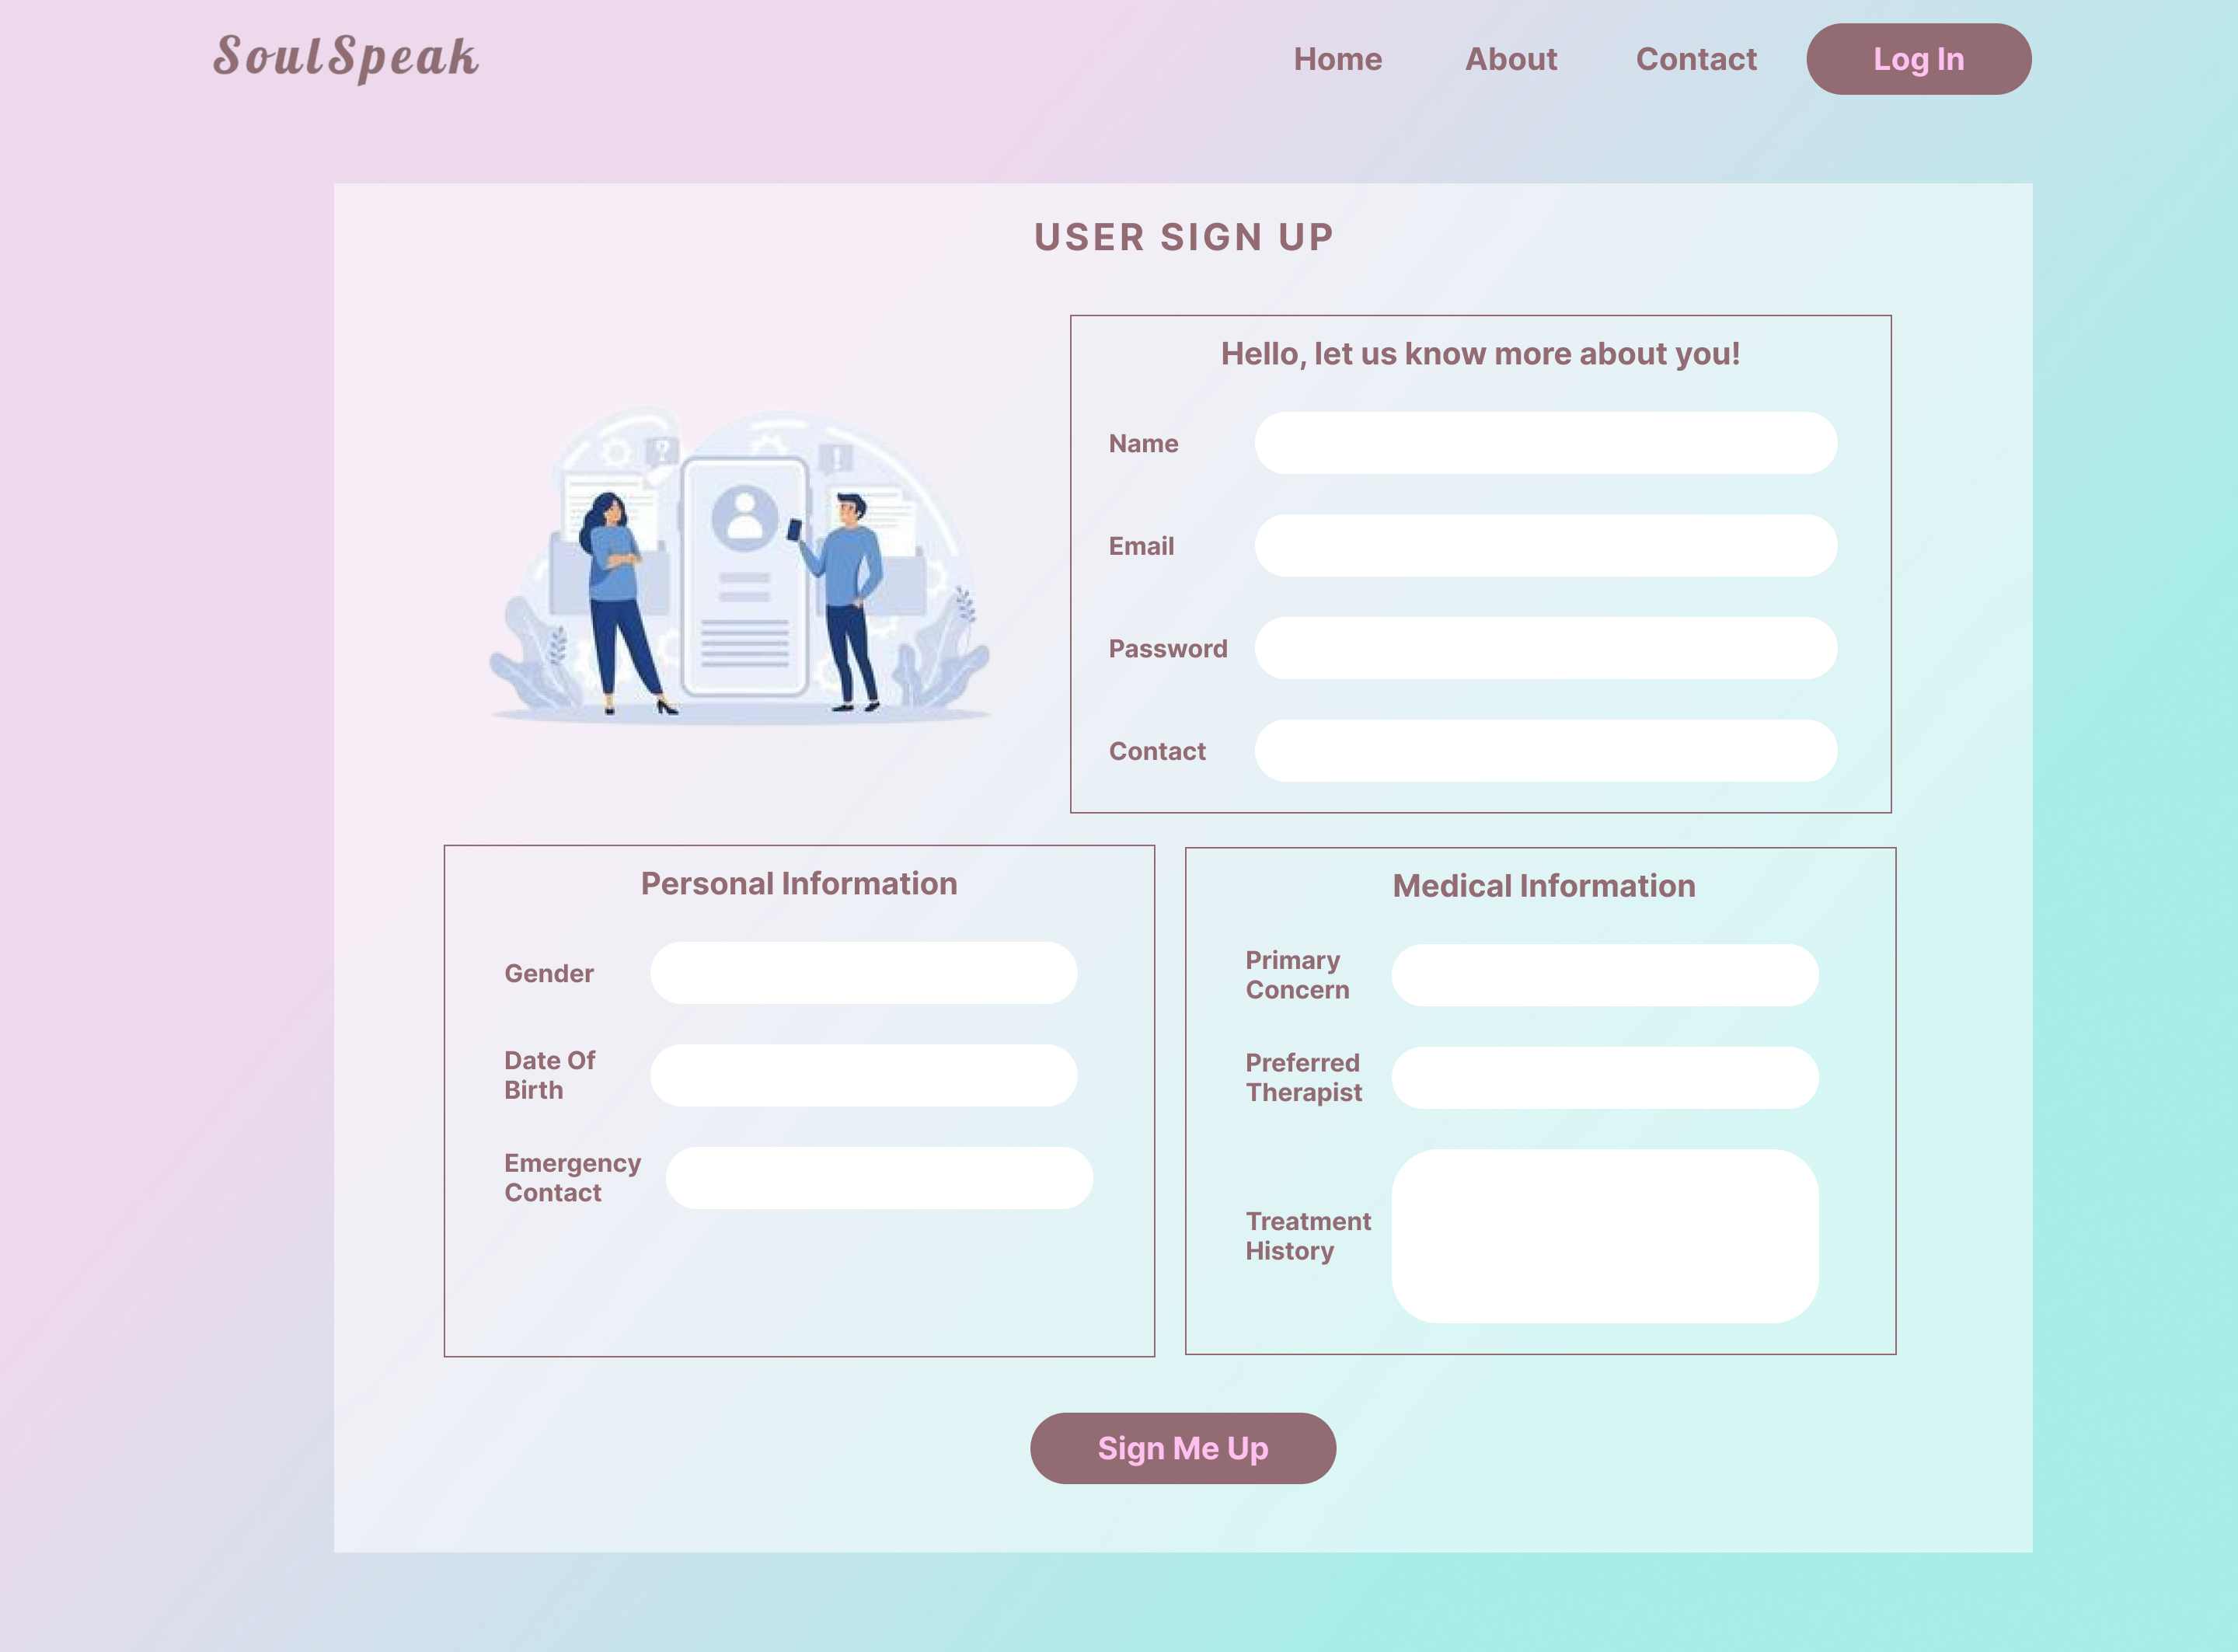 SoulSpeak
Home About Contact Log In
USER SIGN UP
Hello, let us know more about you!
Name
Email
Password
Contact
?
!
Personal Information
Gender
Date Of
Birth
Emergency
Contact
Medical Information
Primary
Concern
Preferred
Therapist
Treatment
History
Sign Me Up